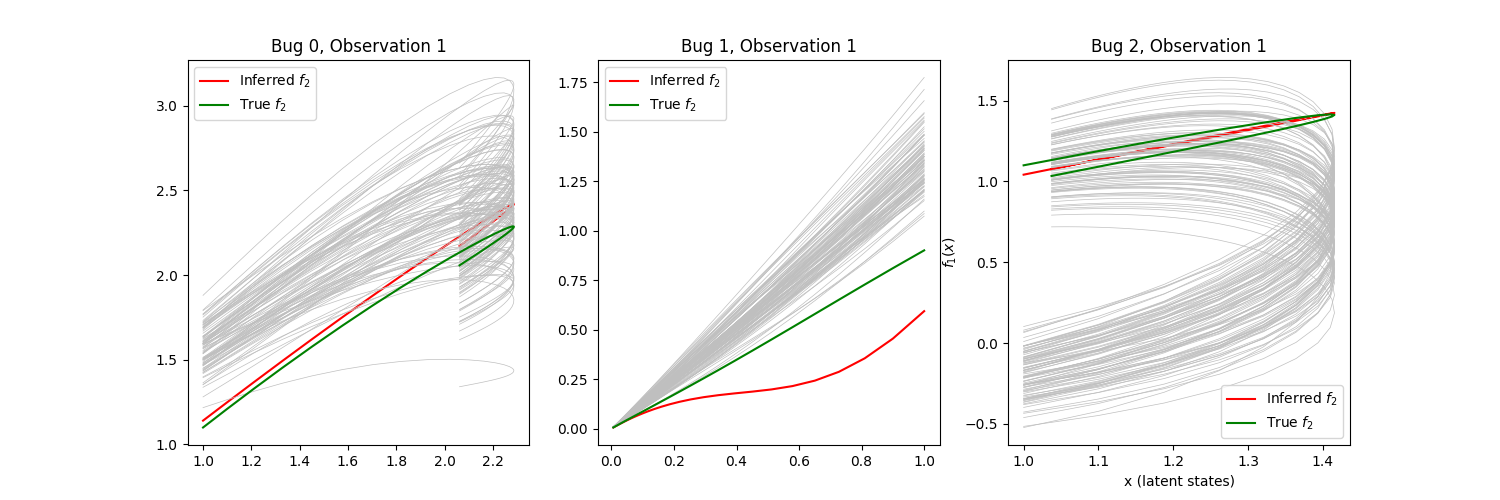 Bug 0, Observation 1
Inferred f₂
True f₂
3.0
2.5
2.0
1.5
1.0
1.0 1.2 1.4 1.6 1.8 2.0 2.2
Bug 1, Observation 1
Inferred f₂
True f₂
1.75
1.50
1.25
1.00
0.75
0.50
0.25
0.00
0.0 0.2 0.4 0.6 0.8 1.0
Bug 2, Observation 1
f₁(x)
1.5
1.0
0.5
0.0
−0.5
Inferred f₂
True f₂
1.0 1.1 1.2 1.3 1.4
x (latent states)